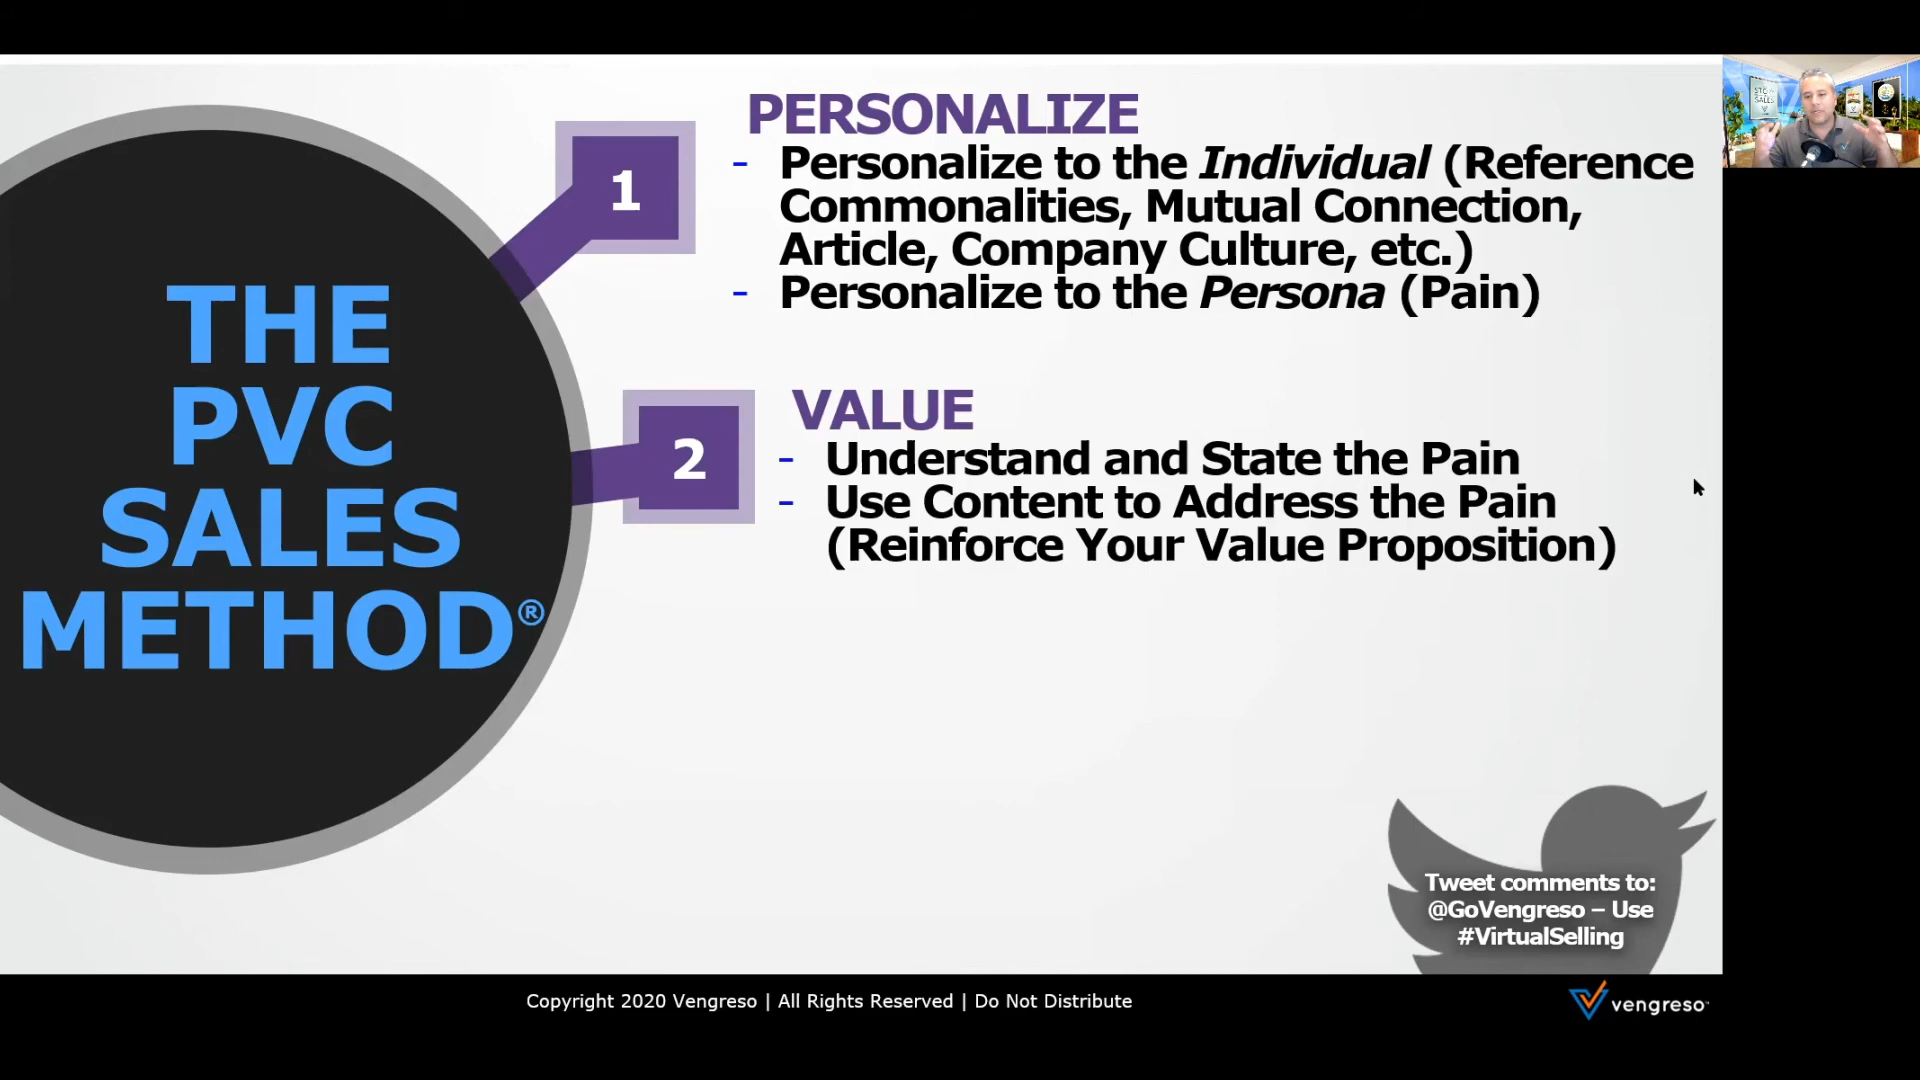 THE
PVC
SALES
METHOD®
1
PERSONALIZE
- Personalize to the Individual (Reference
Commonalities, Mutual Connection,
Article, Company Culture, etc.)
- Personalize to the Persona (Pain)
2
VALUE
- Understand and State the Pain
- Use Content to Address the Pain
(Reinforce Your Value Proposition)
Tweet comments to:
@GoVengreso – Use
#VirtualSelling
Copyright 2020 Vengreso | All Rights Reserved | Do Not Distribute
vengreso™
SALES